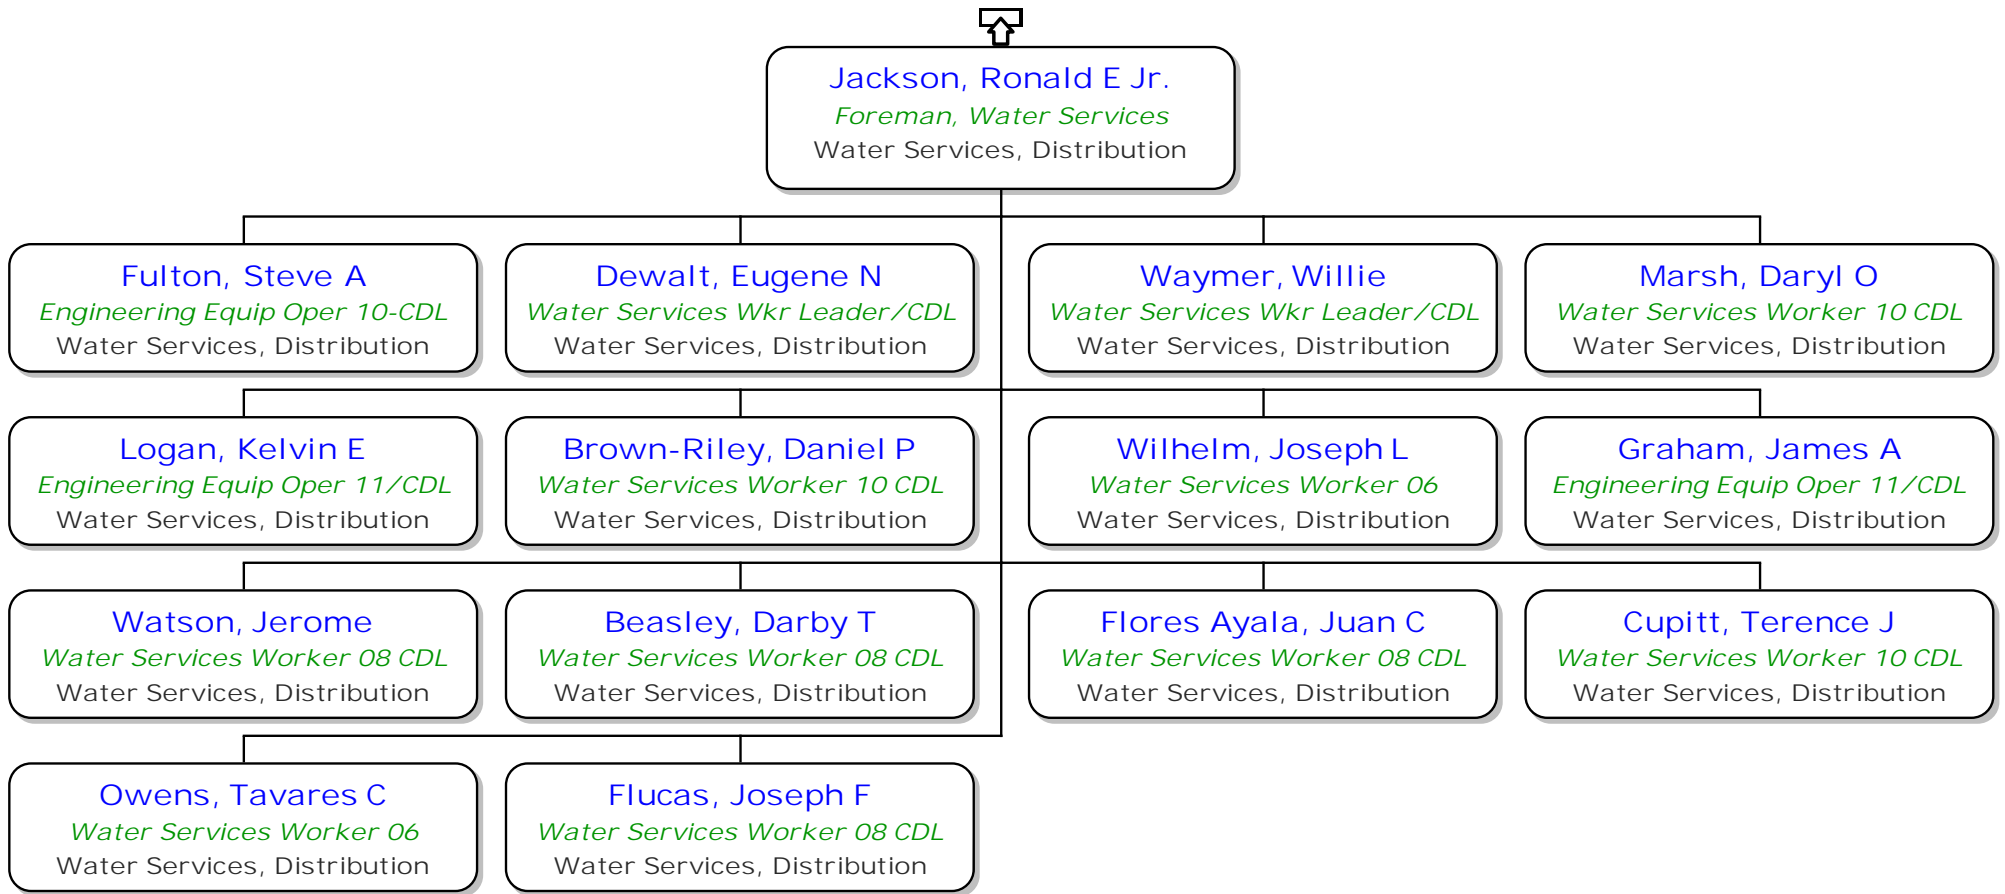 Jackson, Ronald E Jr.
Foreman, Water Services
Water Services, Distribution
Fulton, Steve A
Engineering Equip Oper 10-CDL
Water Services, Distribution
Dewalt, Eugene N
Water Services Wkr Leader/CDL
Water Services, Distribution
Waymer, Willie
Water Services Wkr Leader/CDL
Water Services, Distribution
Marsh, Daryl O
Water Services Worker 10 CDL
Water Services, Distribution
Logan, Kelvin E
Engineering Equip Oper 11/CDL
Water Services, Distribution
Brown-Riley, Daniel P
Water Services Worker 10 CDL
Water Services, Distribution
Wilhelm, Joseph L
Water Services Worker 06
Water Services, Distribution
Graham, James A
Engineering Equip Oper 11/CDL
Water Services, Distribution
Watson, Jerome
Water Services Worker 08 CDL
Water Services, Distribution
Beasley, Darby T
Water Services Worker 08 CDL
Water Services, Distribution
Flores Ayala, Juan C
Water Services Worker 08 CDL
Water Services, Distribution
Cupitt, Terence J
Water Services Worker 10 CDL
Water Services, Distribution
Owens, Tavares C
Water Services Worker 06
Water Services, Distribution
Flucas, Joseph F
Water Services Worker 08 CDL
Water Services, Distribution